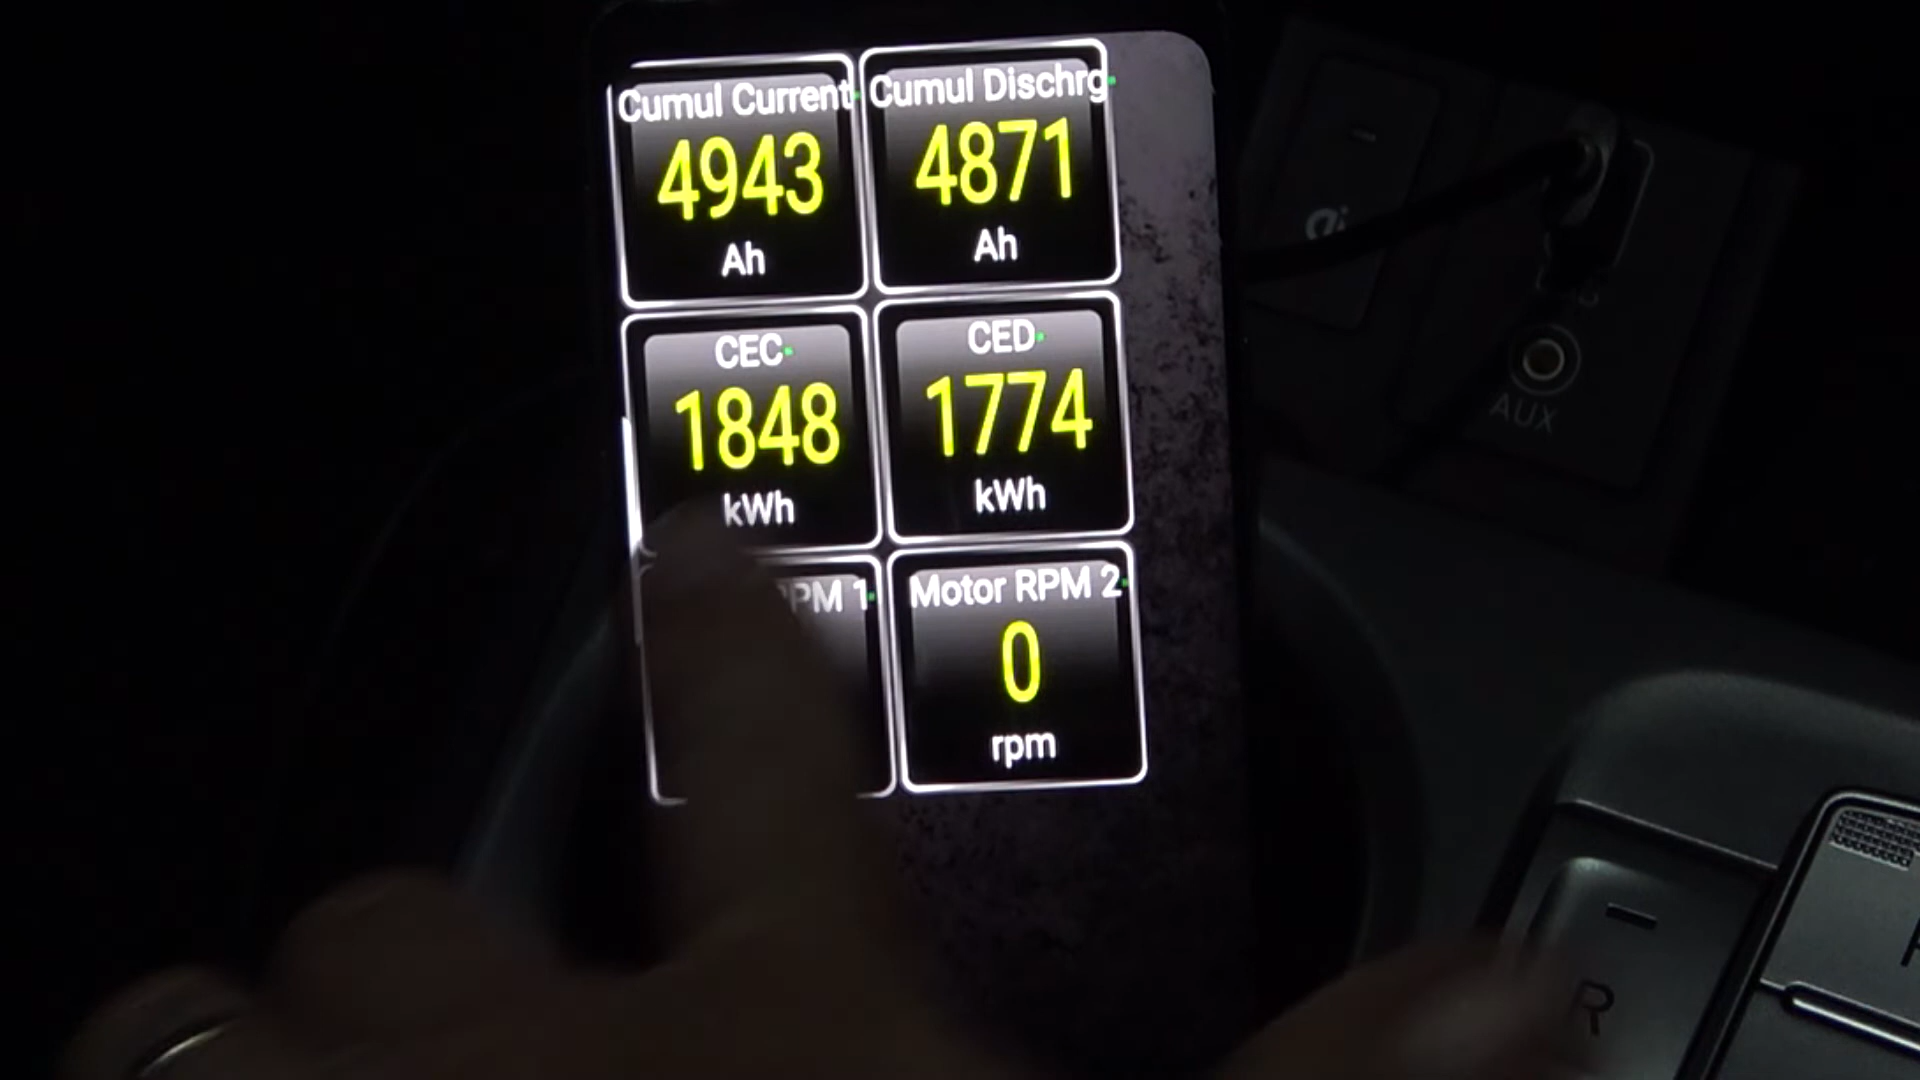 Cumul Current
4943
Ah
Cumul Dischrg
4871
Ah
CEC
1848
kWh
CED
1774
kWh
PM 1
Motor RPM 2
0
rpm
AUX
R